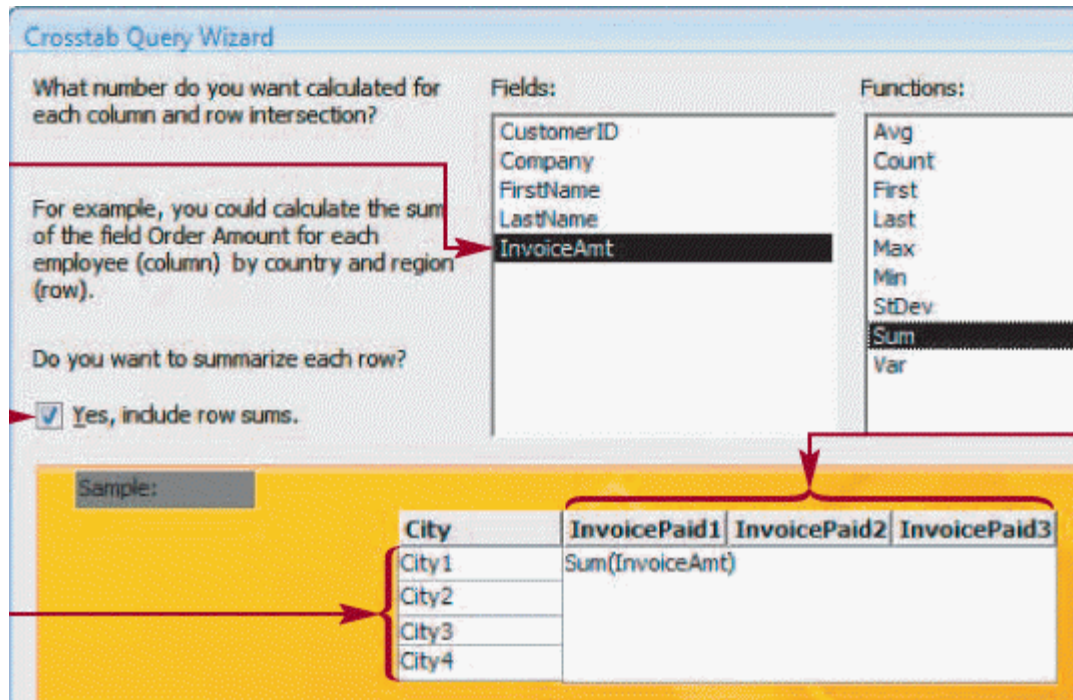 Crosstab Query Wizard
What number do you want calculated for
each column and row intersection?
For example, you could calculate the sum
of the field Order Amount for each
employee (column) by country and region
(row).
Do you want to summarize each row?
Yes, include row sums.
Fields:
CustomerID
Company
FirstName
LastName
InvoiceAmt
Functions:
Avg
Count
First
Last
Max
Min
StDev
Sum
Var
Sample:
City InvoicePaid1 InvoicePaid2 InvoicePaid3
City1 Sum(InvoiceAmt)
City2
City3
City4